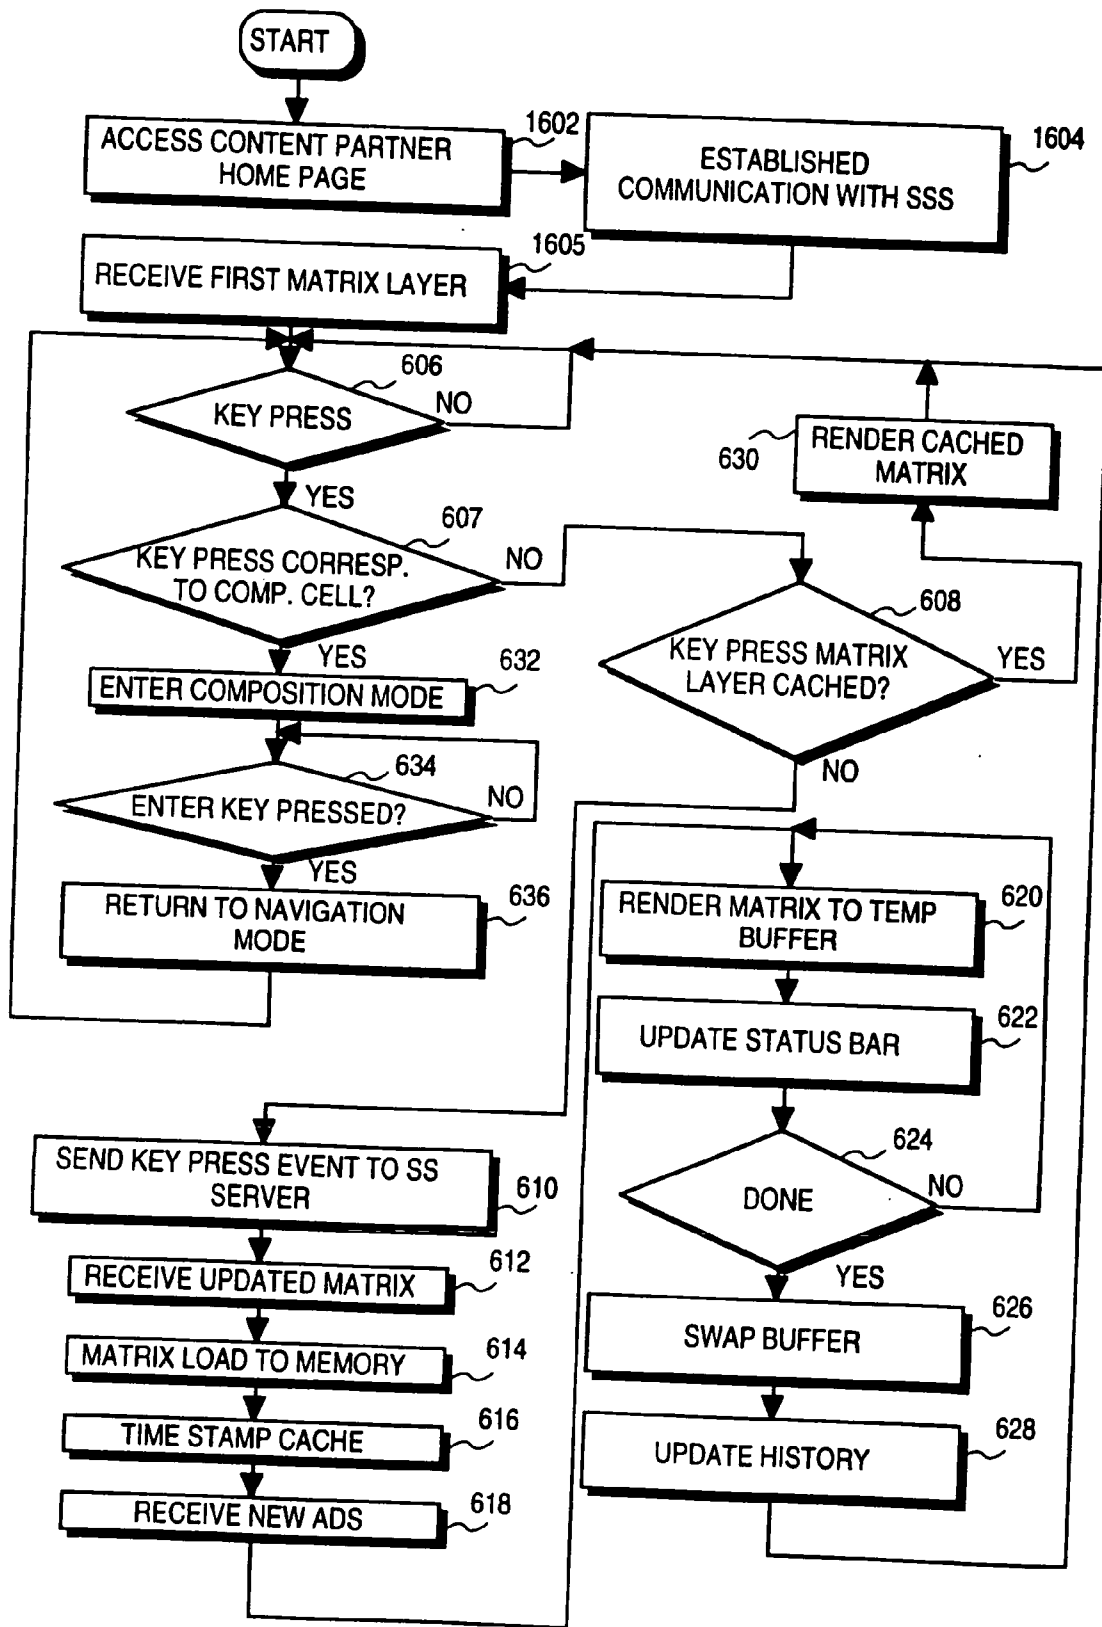 START
ACCESS CONTENT PARTNER
HOME PAGE
1602
ESTABLISHED
COMMUNICATION WITH SSS
1604
RECEIVE FIRST MATRIX LAYER
1605
KEY PRESS
606
NO
YES
KEY PRESS CORRESP.
TO COMP. CELL?
607
NO
YES
RENDER CACHED
MATRIX
630
KEY PRESS MATRIX
LAYER CACHED?
608
YES
NO
ENTER COMPOSITION MODE
632
ENTER KEY PRESSED?
634
NO
YES
RETURN TO NAVIGATION
MODE
636
SEND KEY PRESS EVENT TO SS
SERVER
610
RECEIVE UPDATED MATRIX
612
MATRIX LOAD TO MEMORY
614
TIME STAMP CACHE
616
RECEIVE NEW ADS
618
RENDER MATRIX TO TEMP
BUFFER
620
UPDATE STATUS BAR
622
DONE
624
NO
YES
SWAP BUFFER
626
UPDATE HISTORY
628